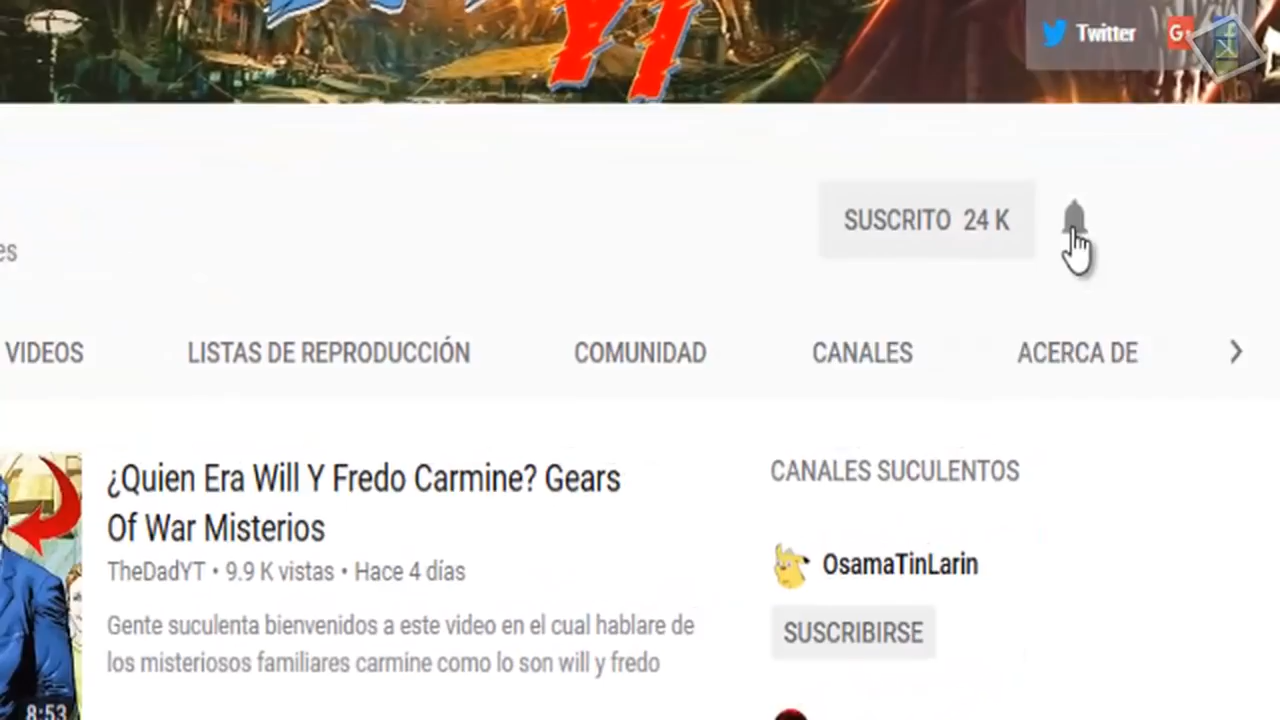 YT
Twitter
G+
SUSCRITO 24 K
es
VIDEOS
LISTAS DE REPRODUCCIÓN
COMUNIDAD
CANALES
ACERCA DE
¿Quien Era Will Y Fredo Carmine? Gears
Of War Misterios
TheDadYT • 9.9 K vistas • Hace 4 días
Gente suculenta bienvenidos a este video en el cual hablare de
los misteriosos familiares carmine como lo son will y fredo
8:53
CANALES SUCULENTOS
OsamaTinLarin
SUSCRIBIRSE